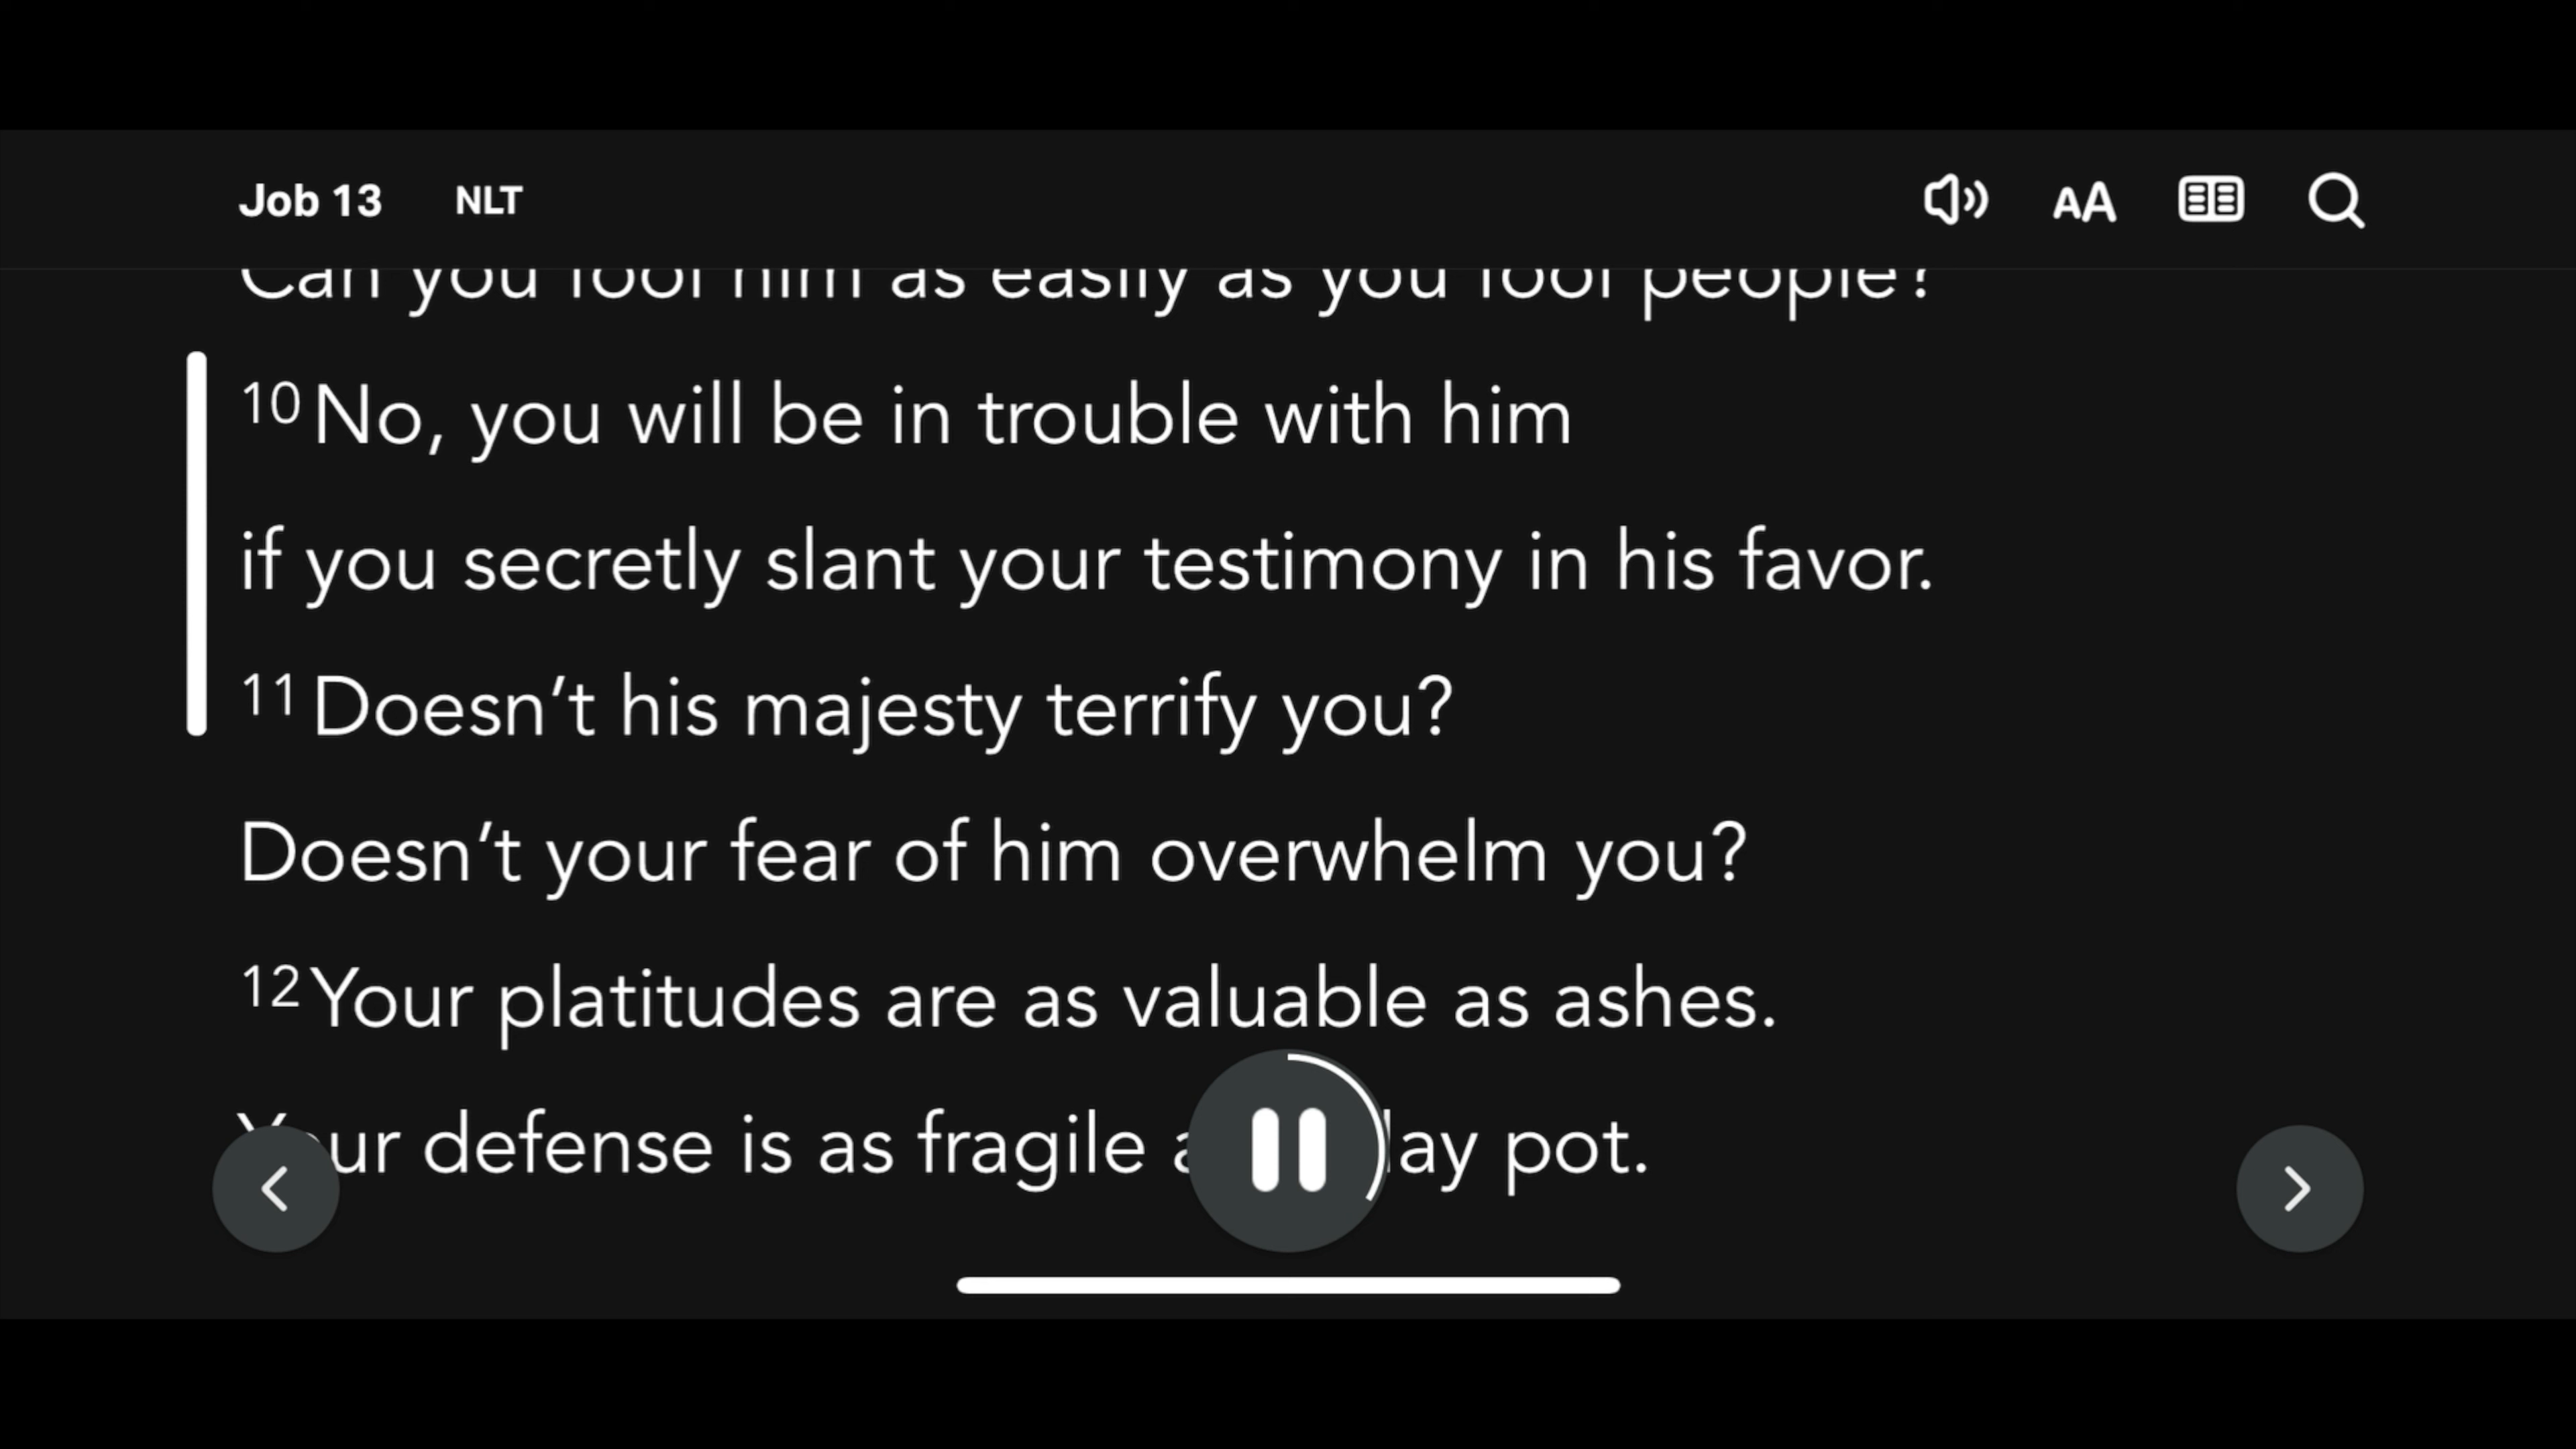 Job 13 NLT AA
Can you fool him as easily as you fool people?
10 No, you will be in trouble with him
if you secretly slant your testimony in his favor.
11 Doesn’t his majesty terrify you?
Doesn’t your fear of him overwhelm you?
12 Your platitudes are as valuable as ashes.
Your defense is as fragile as clay pot.